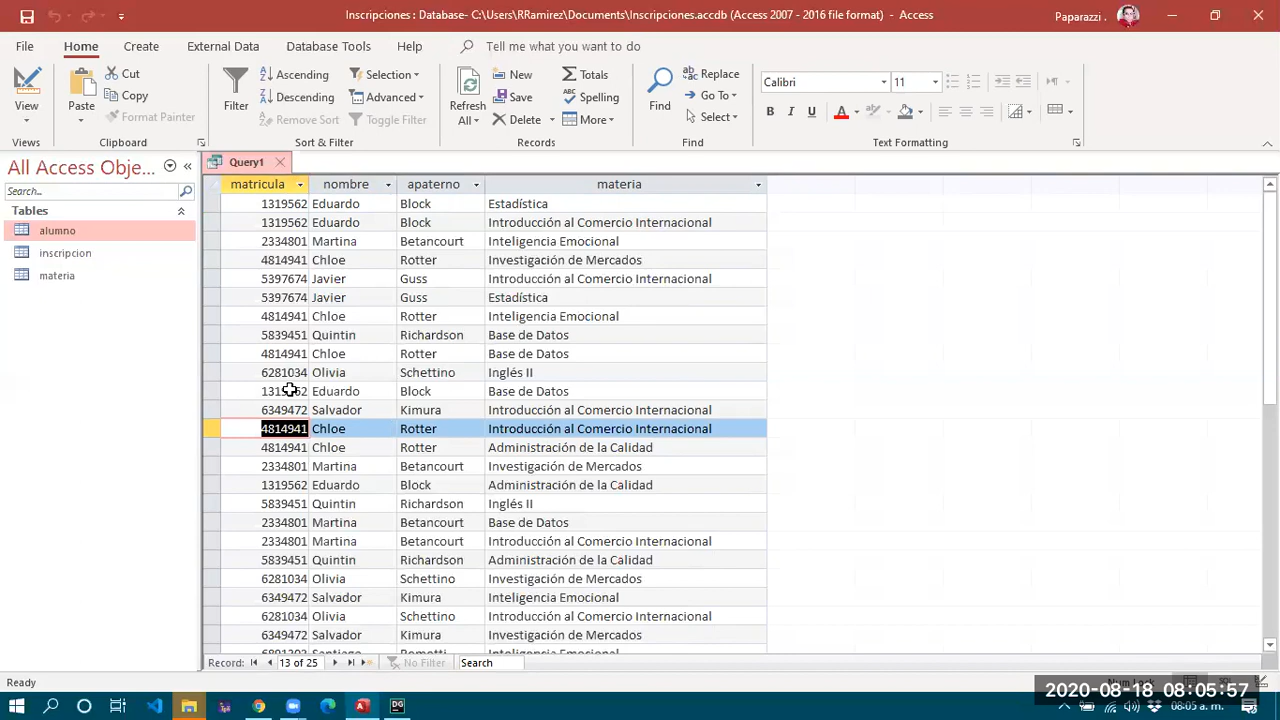 Inscripciones : Database- C:\Users\RRamirez\Documents\Inscripciones.accdb (Access 2007 - 2016 file format) - Access
Paparazzi .
File Home Create External Data Database Tools Help Tell me what you want to do
View
Views
Paste
Cut
Copy
Format Painter
Clipboard
Filter
Ascending
Descending
Remove Sort
Selection
Advanced
Toggle Filter
Sort & Filter
Refresh All
New
Save
Delete
Totals
Spelling
More
Records
Find
Replace
Go To
Select
Find
Calibri 11
B I U A
Text Formatting
All Access Obje...
Search...
Tables
alumno
inscripcion
materia
Query1
matricula nombre apaterno materia
1319562 Eduardo Block Estadística
1319562 Eduardo Block Introducción al Comercio Internacional
2334801 Martina Betancourt Inteligencia Emocional
4814941 Chloe Rotter Investigación de Mercados
5397674 Javier Guss Introducción al Comercio Internacional
5397674 Javier Guss Estadística
4814941 Chloe Rotter Inteligencia Emocional
5839451 Quintin Richardson Base de Datos
4814941 Chloe Rotter Base de Datos
6281034 Olivia Schettino Inglés II
1319562 Eduardo Block Base de Datos
6349472 Salvador Kimura Introducción al Comercio Internacional
4814941 Chloe Rotter Introducción al Comercio Internacional
4814941 Chloe Rotter Administración de la Calidad
2334801 Martina Betancourt Investigación de Mercados
1319562 Eduardo Block Administración de la Calidad
5839451 Quintin Richardson Inglés II
2334801 Martina Betancourt Base de Datos
2334801 Martina Betancourt Introducción al Comercio Internacional
5839451 Quintin Richardson Administración de la Calidad
6281034 Olivia Schettino Investigación de Mercados
6349472 Salvador Kimura Inteligencia Emocional
6281034 Olivia Schettino Introducción al Comercio Internacional
6349472 Salvador Kimura Investigación de Mercados
Record: 13 of 25 No Filter Search
Ready
Num Lock
2020-08-18 08:05:57
08:05 a. m.